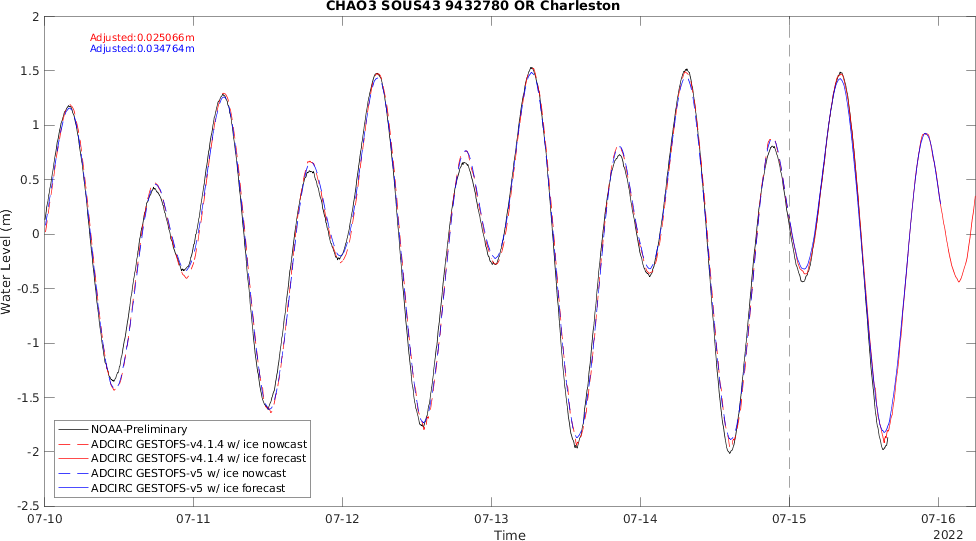 CHAO3 SOUS43 9432780 OR Charleston
Adjusted:0.025066m
Adjusted:0.034764m
2
1.5
1
0.5
0
-0.5
-1
-1.5
-2
-2.5
Water Level (m)
NOAA-Preliminary
ADCIRC GESTOFS-v4.1.4 w/ ice nowcast
ADCIRC GESTOFS-v4.1.4 w/ ice forecast
ADCIRC GESTOFS-v5 w/ ice nowcast
ADCIRC GESTOFS-v5 w/ ice forecast
07-10 07-11 07-12 07-13 07-14 07-15 07-16
Time
2022